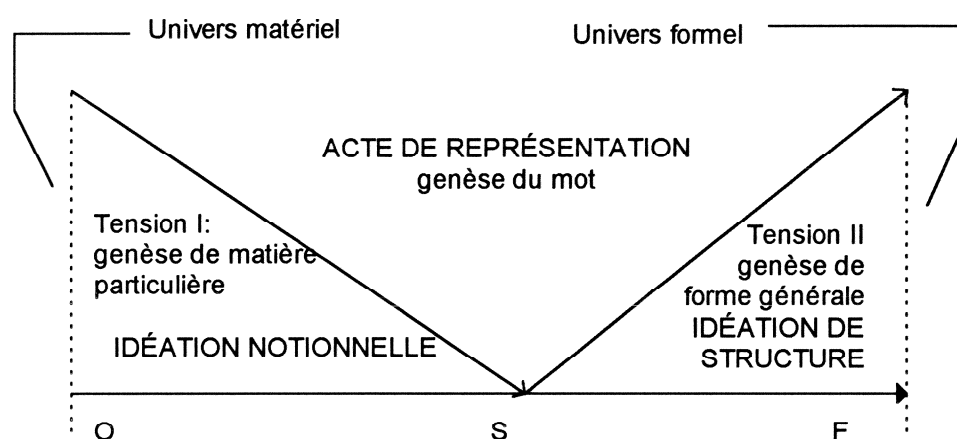 Univers matériel
Univers formel
ACTE DE REPRÉSENTATION
genèse du mot
Tension I:
genèse de matière
particulière
IDÉATION NOTIONNELLE
Tension II
genèse de
forme générale
IDÉATION DE
STRUCTURE
O
S
F